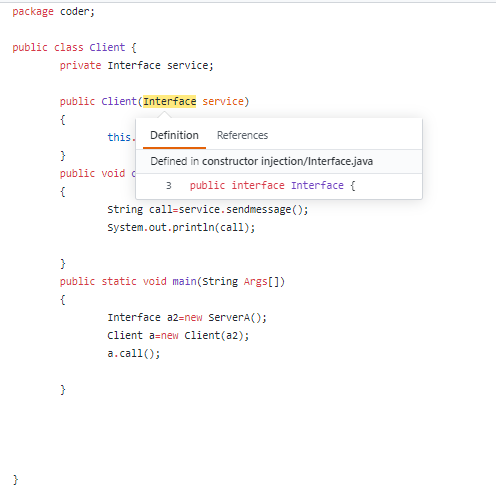 package coder;
public class Client {
private Interface service;
public Client(Interface service)
{
Definition References
this.
Defined in constructor injection/Interface.java
}
public void c
3 public interface Interface {
{
String call=service.sendmessage();
System.out.println(call);
}
public static void main(String Args[])
{
Interface a2=new ServerA();
Client a=new Client(a2);
a.call();
}
}